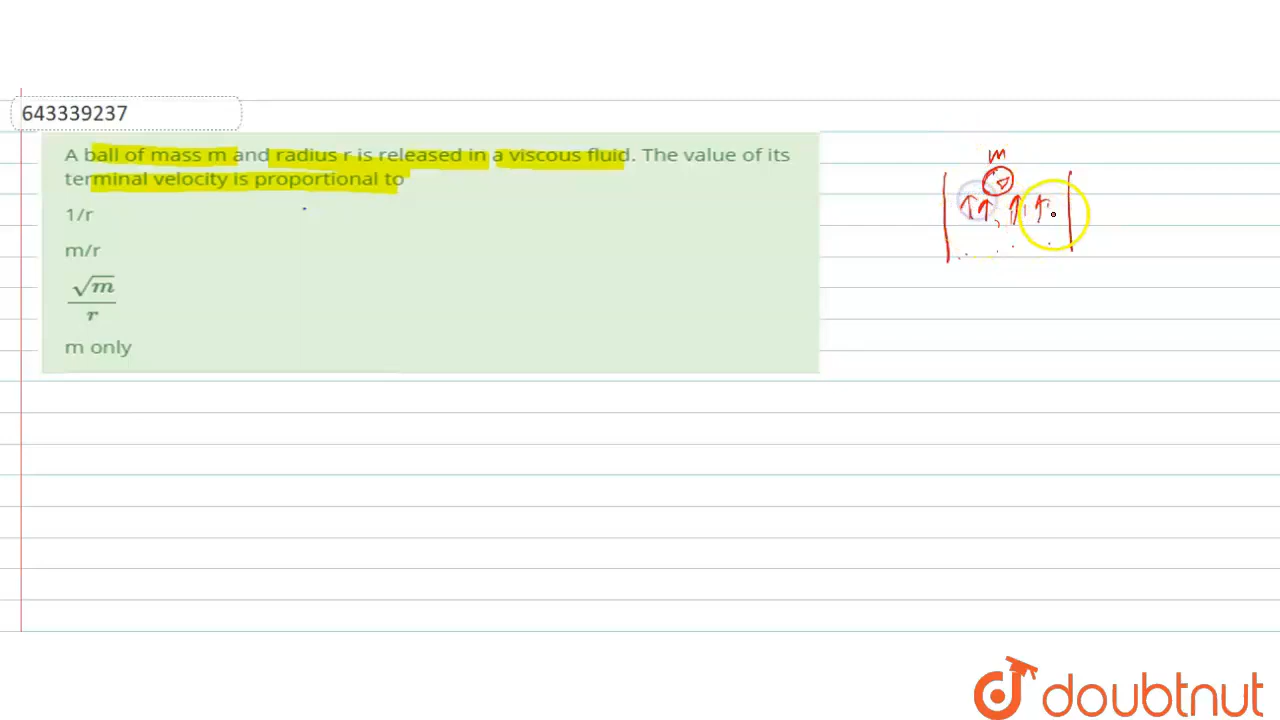 643339237
A ball of mass m and radius r is released in a viscous fluid. The value of its
terminal velocity is proportional to
1/r
m/r
√m/r
m only
m
doubtnut